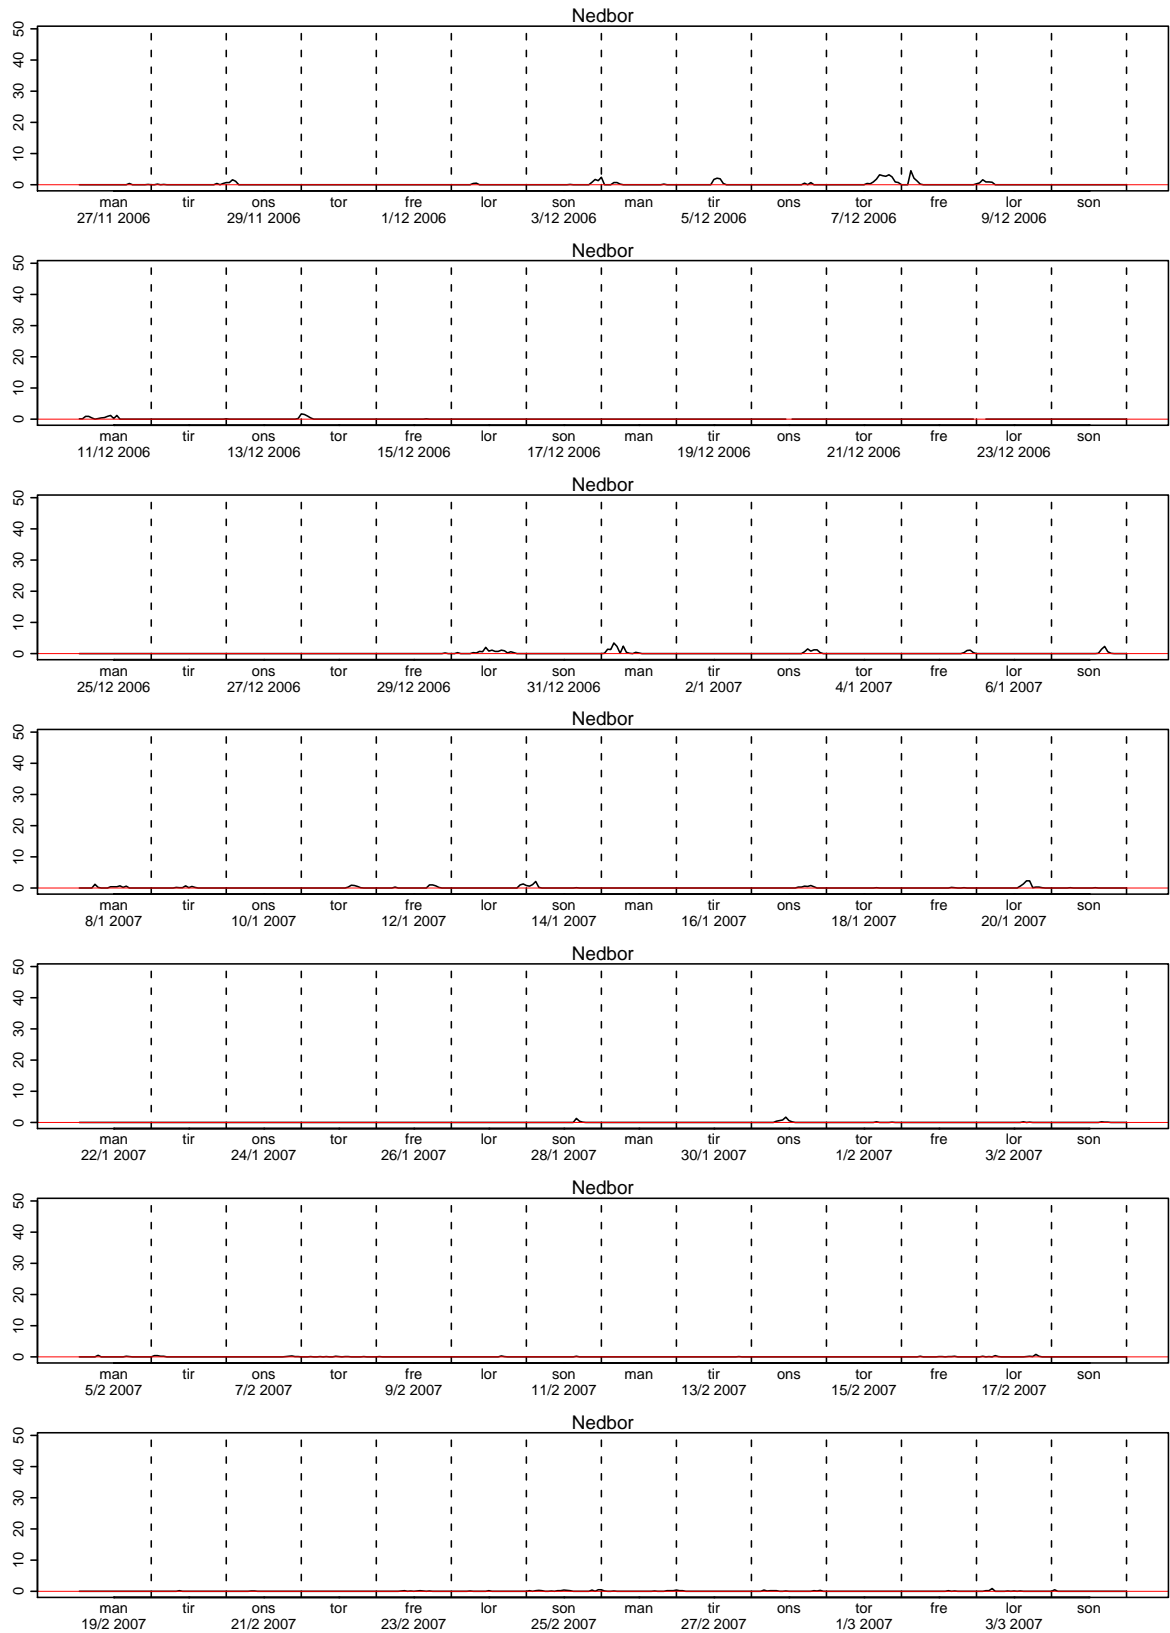 Nedbor
50
40
30
20
10
0
man tir ons tor fre lor son man tir ons tor fre lor son
27/11 2006 29/11 2006 1/12 2006 3/12 2006 5/12 2006 7/12 2006 9/12 2006
Nedbor
50
40
30
20
10
0
man tir ons tor fre lor son man tir ons tor fre lor son
11/12 2006 13/12 2006 15/12 2006 17/12 2006 19/12 2006 21/12 2006 23/12 2006
Nedbor
50
40
30
20
10
0
man tir ons tor fre lor son man tir ons tor fre lor son
25/12 2006 27/12 2006 29/12 2006 31/12 2006 2/1 2007 4/1 2007 6/1 2007
Nedbor
50
40
30
20
10
0
man tir ons tor fre lor son man tir ons tor fre lor son
8/1 2007 10/1 2007 12/1 2007 14/1 2007 16/1 2007 18/1 2007 20/1 2007
Nedbor
50
40
30
20
10
0
man tir ons tor fre lor son man tir ons tor fre lor son
22/1 2007 24/1 2007 26/1 2007 28/1 2007 30/1 2007 1/2 2007 3/2 2007
Nedbor
50
40
30
20
10
0
man tir ons tor fre lor son man tir ons tor fre lor son
5/2 2007 7/2 2007 9/2 2007 11/2 2007 13/2 2007 15/2 2007 17/2 2007
Nedbor
50
40
30
20
10
0
man tir ons tor fre lor son man tir ons tor fre lor son
19/2 2007 21/2 2007 23/2 2007 25/2 2007 27/2 2007 1/3 2007 3/3 2007